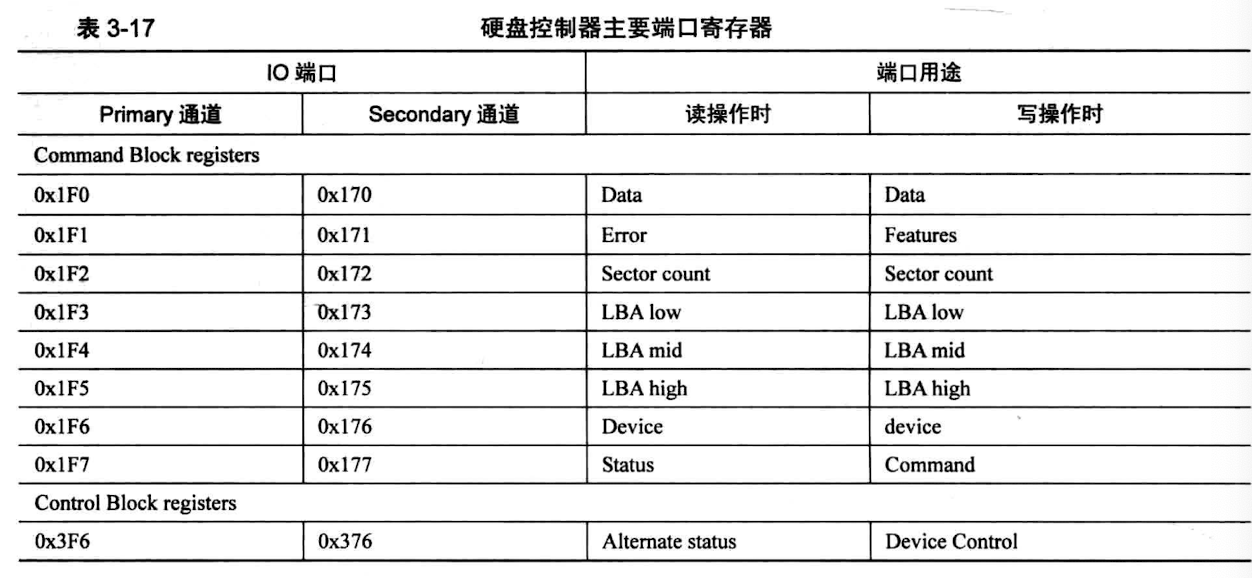 表 3-17 硬盘控制器主要端口寄存器
IO 端口 端口用途
Primary 通道 Secondary 通道 读操作时 写操作时
Command Block registers
0x1F0 0x170 Data Data
0x1F1 0x171 Error Features
0x1F2 0x172 Sector count Sector count
0x1F3 0x173 LBA low LBA low
0x1F4 0x174 LBA mid LBA mid
0x1F5 0x175 LBA high LBA high
0x1F6 0x176 Device device
0x1F7 0x177 Status Command
Control Block registers
0x3F6 0x376 Alternate status Device Control